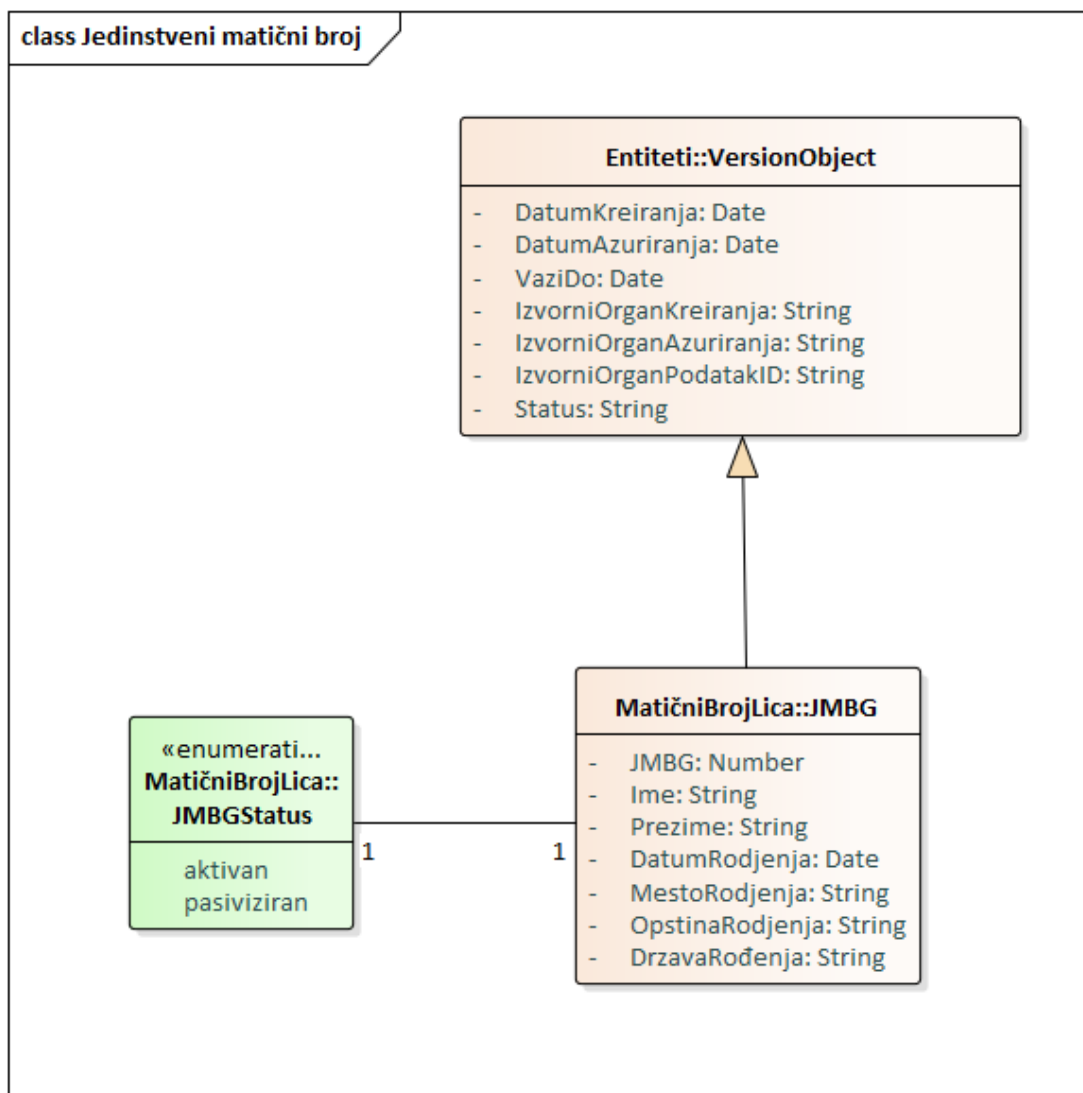 class Jedinstveni matični broj
Entiteti::VersionObject
- DatumKreiranja: Date
- DatumAzuriranja: Date
- VaziDo: Date
- IzvorniOrganKreiranja: String
- IzvorniOrganAzuriranja: String
- IzvorniOrganPodatakID: String
- Status: String
«enumerati...
MatičniBrojLica::
JMBGStatus
aktivan
pasiviziran
1
1
MatičniBrojLica::JMBG
- JMBG: Number
- Ime: String
- Prezime: String
- DatumRodjenja: Date
- MestoRodjenja: String
- OpstinaRodjenja: String
- DrzavaRođenja: String